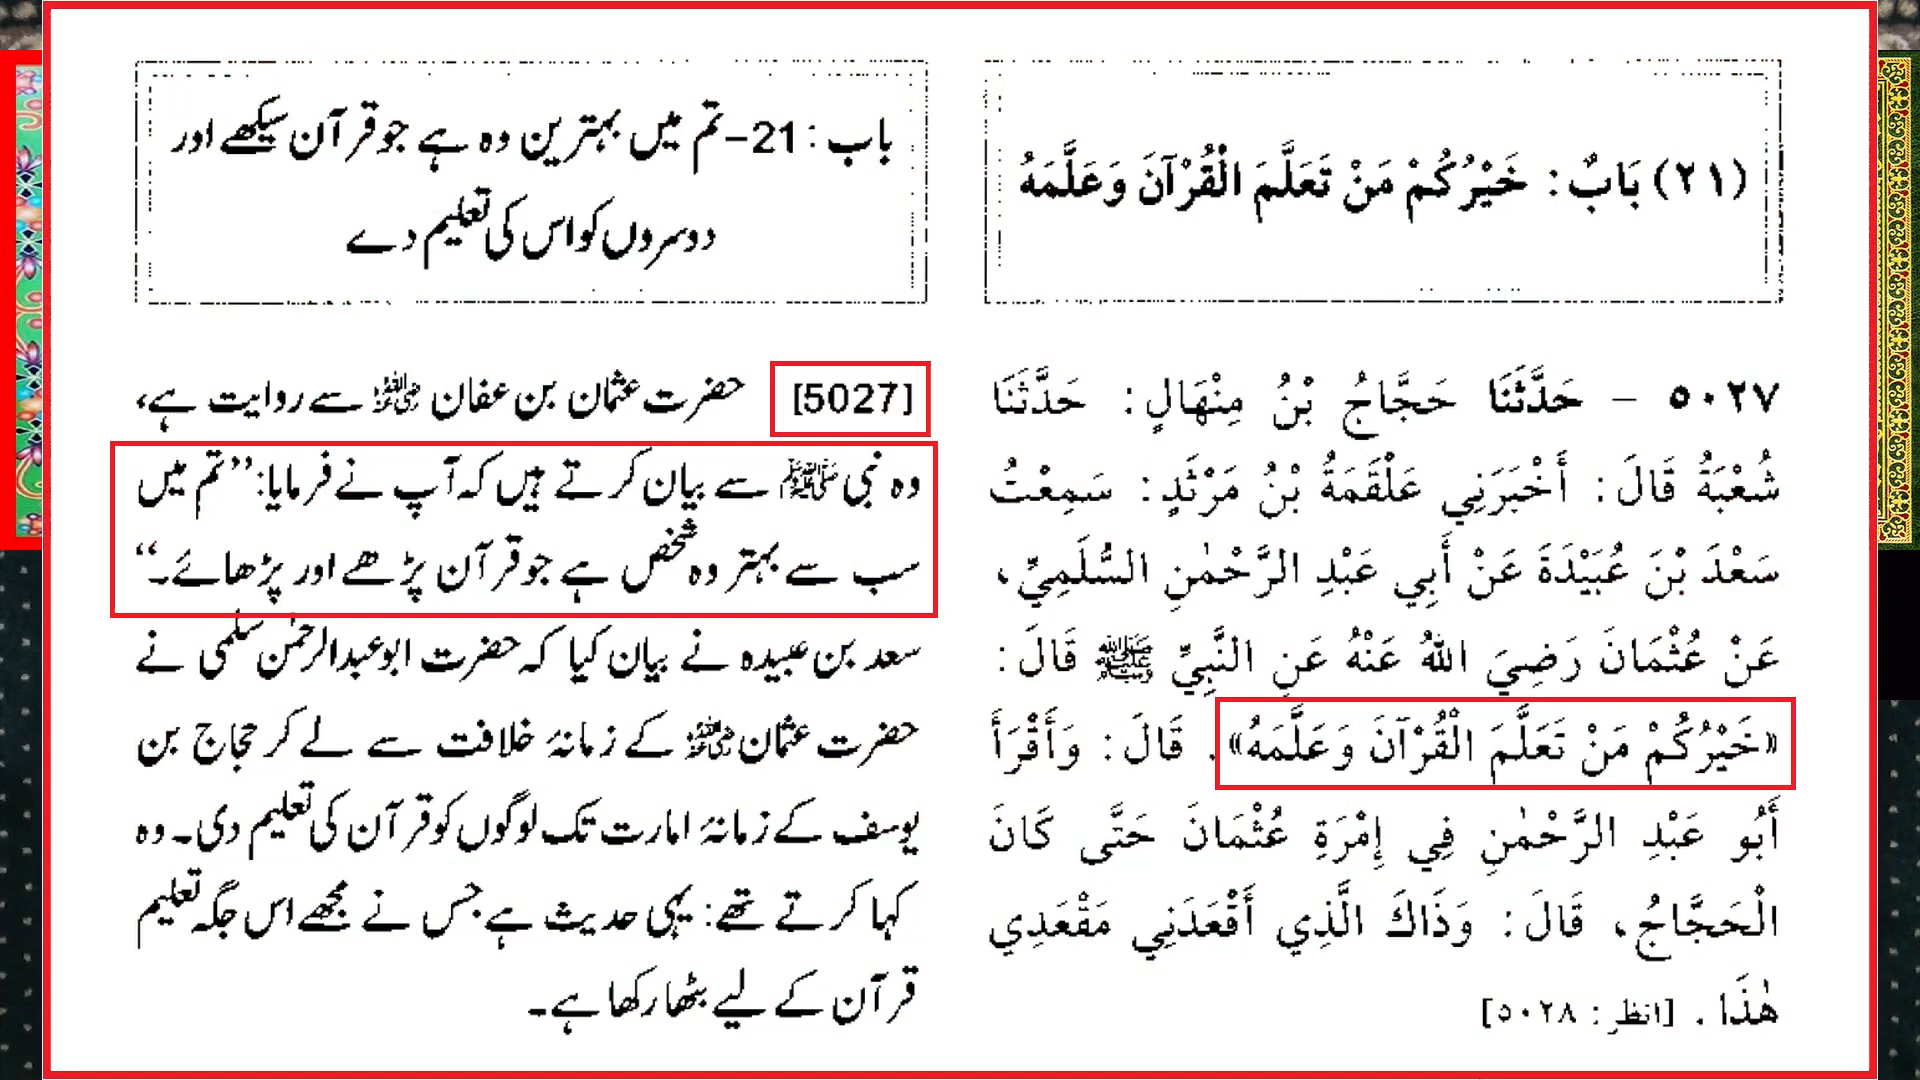 (٢١) بَابٌ : خَيْرُكُمْ مَنْ تَعَلَّمَ الْقُرْآنَ وَعَلَّمَهُ
٥٠٢٧ – حَدَّثَنَا حَجَّاجُ بْنُ مِنْهَالٍ : حَدَّثَنَا
شُعْبَةُ قَالَ : أَخْبَرَنِي عَلْقَمَةُ بْنُ مَرْثَدٍ : سَمِعْتُ
سَعْدَ بْنَ عُبَيْدَةَ عَنْ أَبِي عَبْدِ الرَّحْمٰنِ السُّلَمِيِّ،
عَنْ عُثْمَانَ رَضِيَ اللهُ عَنْهُ عَنِ النَّبِيِّ ﷺ قَالَ :
«خَيْرُكُمْ مَنْ تَعَلَّمَ الْقُرْآنَ وَعَلَّمَهُ». قَالَ : وَأَقْرَأَ
أَبُو عَبْدِ الرَّحْمٰنِ فِي إِمْرَةِ عُثْمَانَ حَتَّى كَانَ
الْحَجَّاجُ، قَالَ : وَذَاكَ الَّذِي أَقْعَدَنِي مَقْعَدِي
هٰذَا . [انظر : ٥٠٢٨]
باب : 21- تم میں بہترین وہ ہے جو قرآن سیکھے اور
دوسروں کو اس کی تعلیم دے
[5027] حضرت عثمان بن عفان رضی اللہ عنہ سے روایت ہے،
وہ نبی ﷺ سے بیان کرتے ہیں کہ آپ نے فرمایا: ”تم میں
سب سے بہتر وہ شخص ہے جو قرآن پڑھے اور پڑھائے۔“
سعد بن عبیدہ نے بیان کیا کہ حضرت ابوعبدالرحمٰن سلمی نے
حضرت عثمان رضی اللہ عنہ کے زمانۂ خلافت سے لے کر حجاج بن
یوسف کے زمانۂ امارت تک لوگوں کو قرآن کی تعلیم دی۔ وہ
کہا کرتے تھے: یہی حدیث ہے جس نے مجھے اس جگہ تعلیم
قرآن کے لیے بٹھا رکھا ہے۔